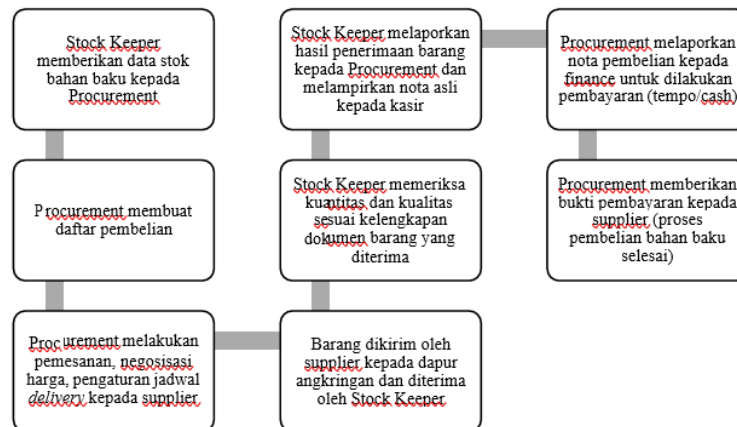 Stock Keeper
memberikan data stok
bahan baku kepada
Procurement
Procurement membuat
daftar pembelian
Procurement melakukan
pemesanan, negosisasi
harga, pengaturan jadwal
delivery kepada supplier
Barang dikirim oleh
supplier kepada dapur
angkringan dan diterima
oleh Stock Keeper
Stock Keeper memeriksa
kuantitas dan kualitas
sesuai kelengkapan
dokumen barang yang
diterima
Stock Keeper melaporkan
hasil penerimaan barang
kepada Procurement dan
melampirkan nota asli
kepada kasir
Procurement melaporkan
nota pembelian kepada
finance untuk dilakukan
pembayaran (tempo/cash)
Procurement memberikan
bukti pembayaran kepada
supplier (proses
pembelian bahan baku
selesai)